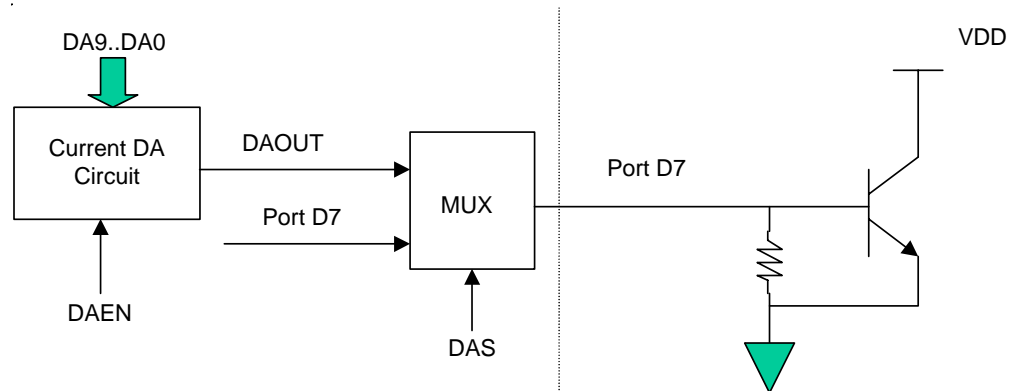 DA9..DA0
VDD
Current DA
Circuit
DAOUT
Port D7
MUX
Port D7
DAEN
DAS